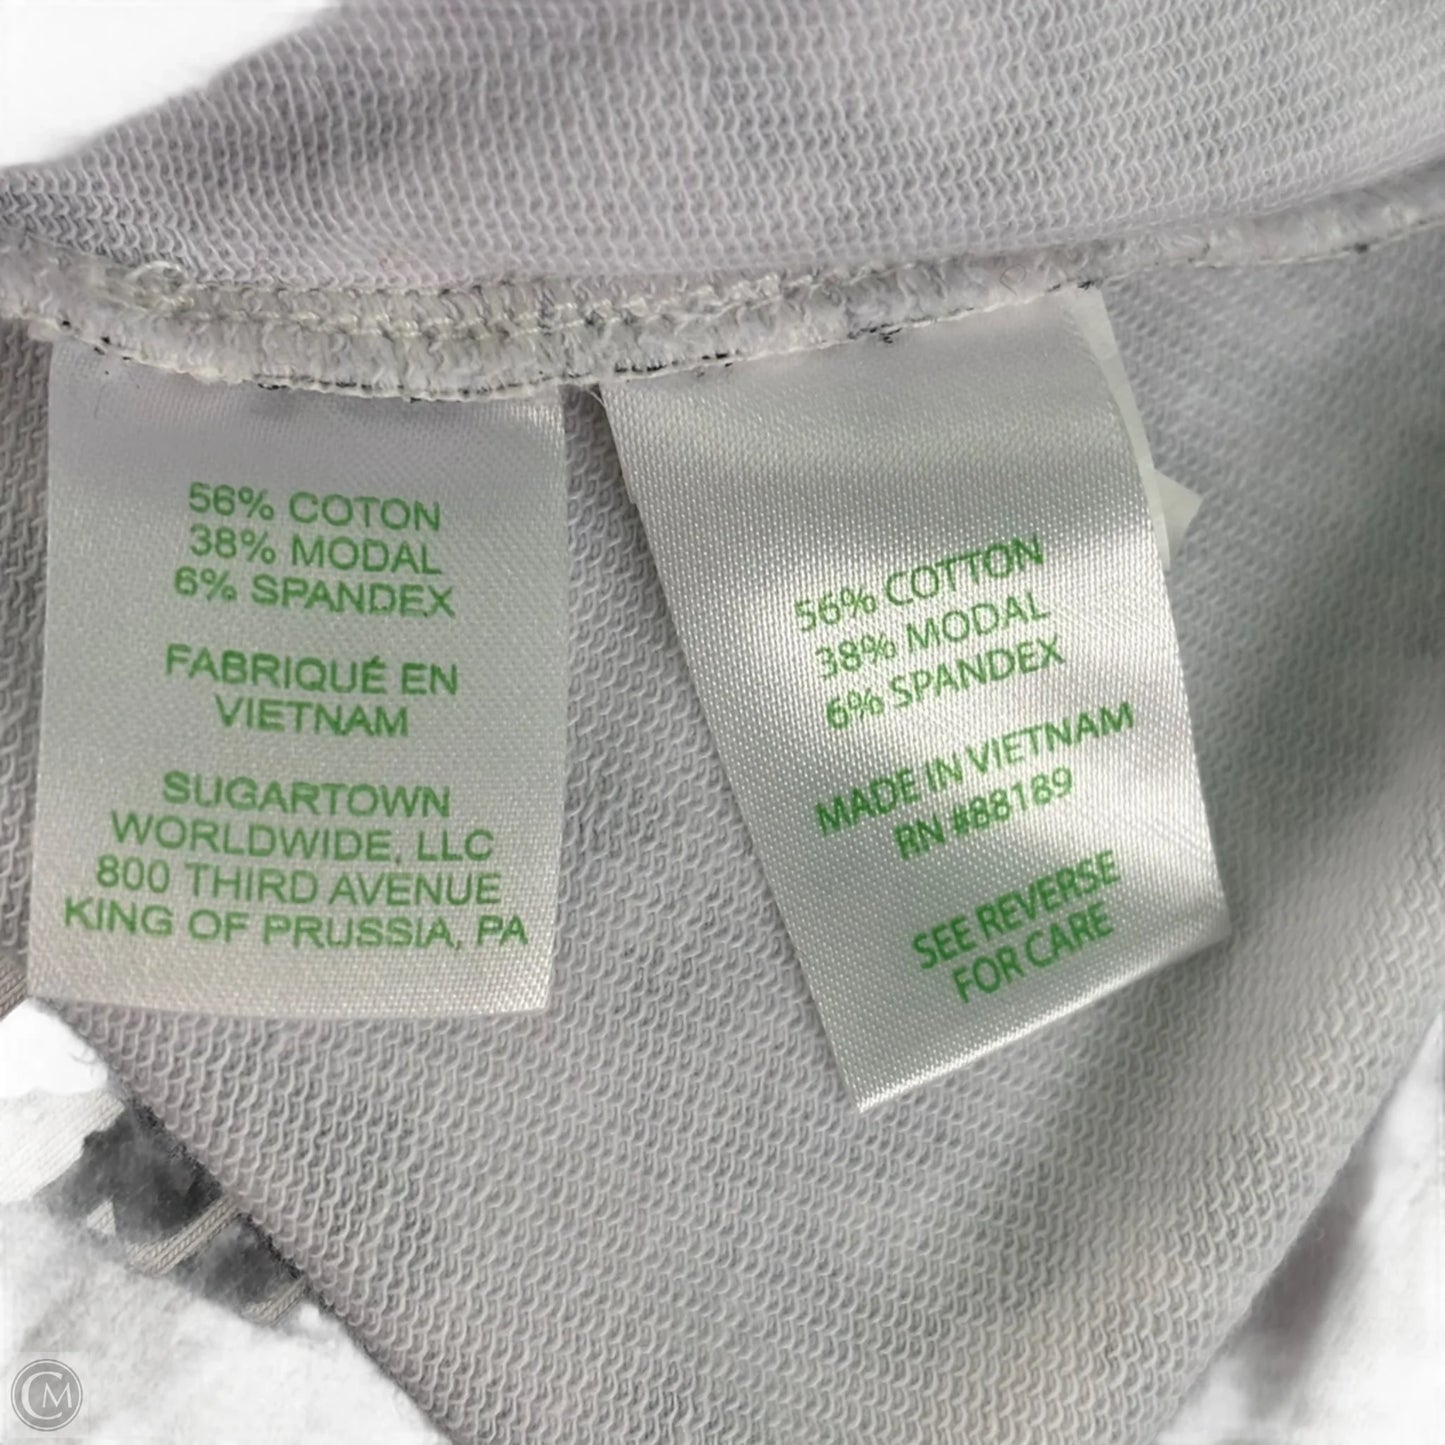 56% COTON
38% MODAL
6% SPANDEX
FABRIQUÉ EN
VIETNAM
SUGARTOWN
WORLDWIDE, LLC
800 THIRD AVENUE
KING OF PRUSSIA, PA
56% COTTON
38% MODAL
6% SPANDEX
MADE IN VIETNAM
RN #88189
SEE REVERSE
FOR CARE
CM